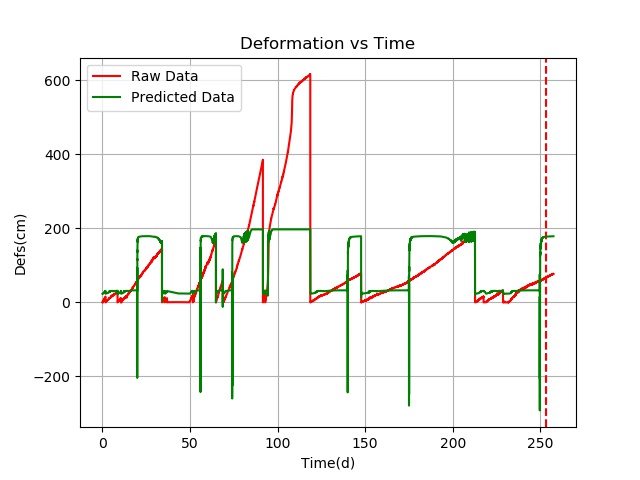 Deformation vs Time
Raw Data
Predicted Data
600
400
200
0
−200
Defs(cm)
0 50 100 150 200 250
Time(d)